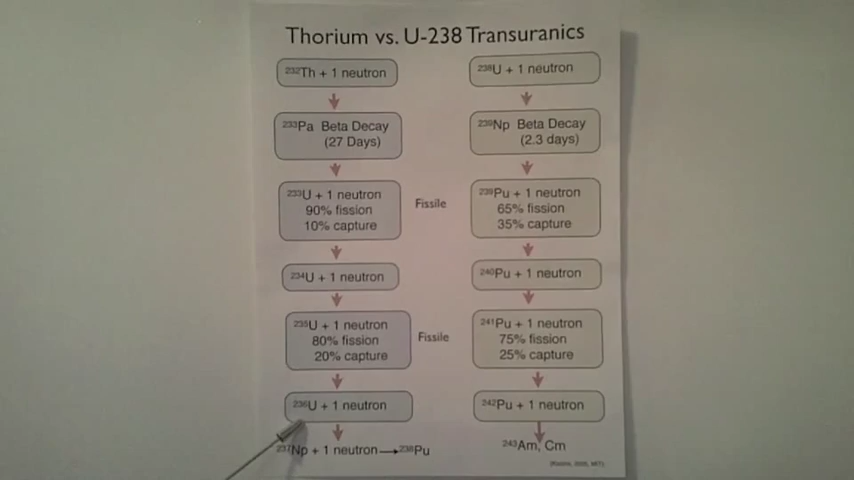 Thorium vs. U-238 Transuranics
²³²Th + 1 neutron
²³³Pa Beta Decay
(27 Days)
²³³U + 1 neutron
90% fission
10% capture
²³⁴U + 1 neutron
²³⁵U + 1 neutron
80% fission
20% capture
²³⁶U + 1 neutron
²³⁷Np + 1 neutron→²³⁸Pu
Fissile
Fissile
²³⁸U + 1 neutron
²³⁹Np Beta Decay
(2.3 days)
²³⁹Pu + 1 neutron
65% fission
35% capture
²⁴⁰Pu + 1 neutron
²⁴¹Pu + 1 neutron
75% fission
25% capture
²⁴²Pu + 1 neutron
²⁴³Am, Cm